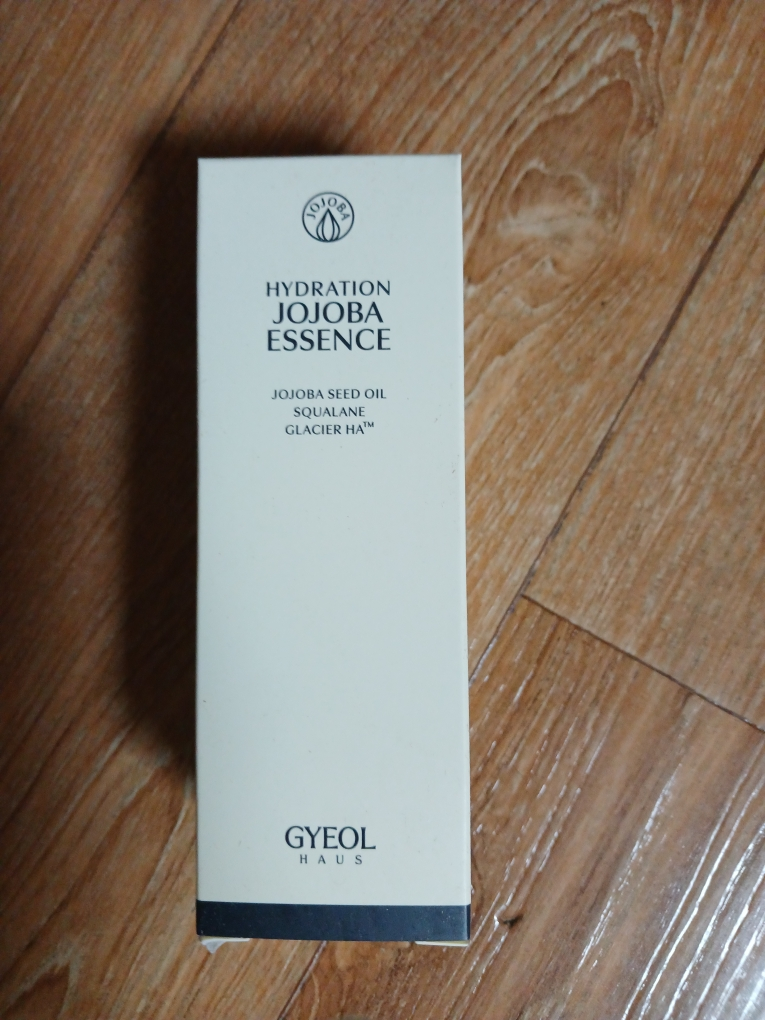 JOJOBA
HYDRATION
JOJOBA
ESSENCE
JOJOBA SEED OIL
SQUALANE
GLACIER HA™
GYEOL
HAUS